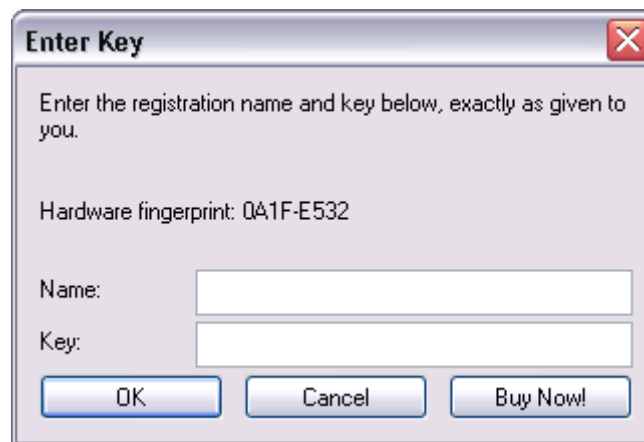 Enter Key
Enter the registration name and key below, exactly as given to
you.
Hardware fingerprint: 0A1F-E532
Name:
Key:
OK Cancel Buy Now!